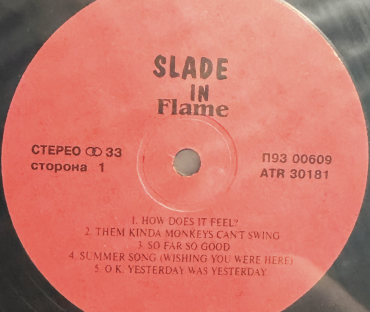 SLADE
IN
Flame
СТЕРЕО 33
сторона 1
П93 00609
ATR 30181
1. HOW DOES IT FEEL?
2. THEM KINDA MONKEYS CAN'T SWING
3. SO FAR SO GOOD
4. SUMMER SONG (WISHING YOU WERE HERE)
5. O.K. YESTERDAY WAS YESTERDAY